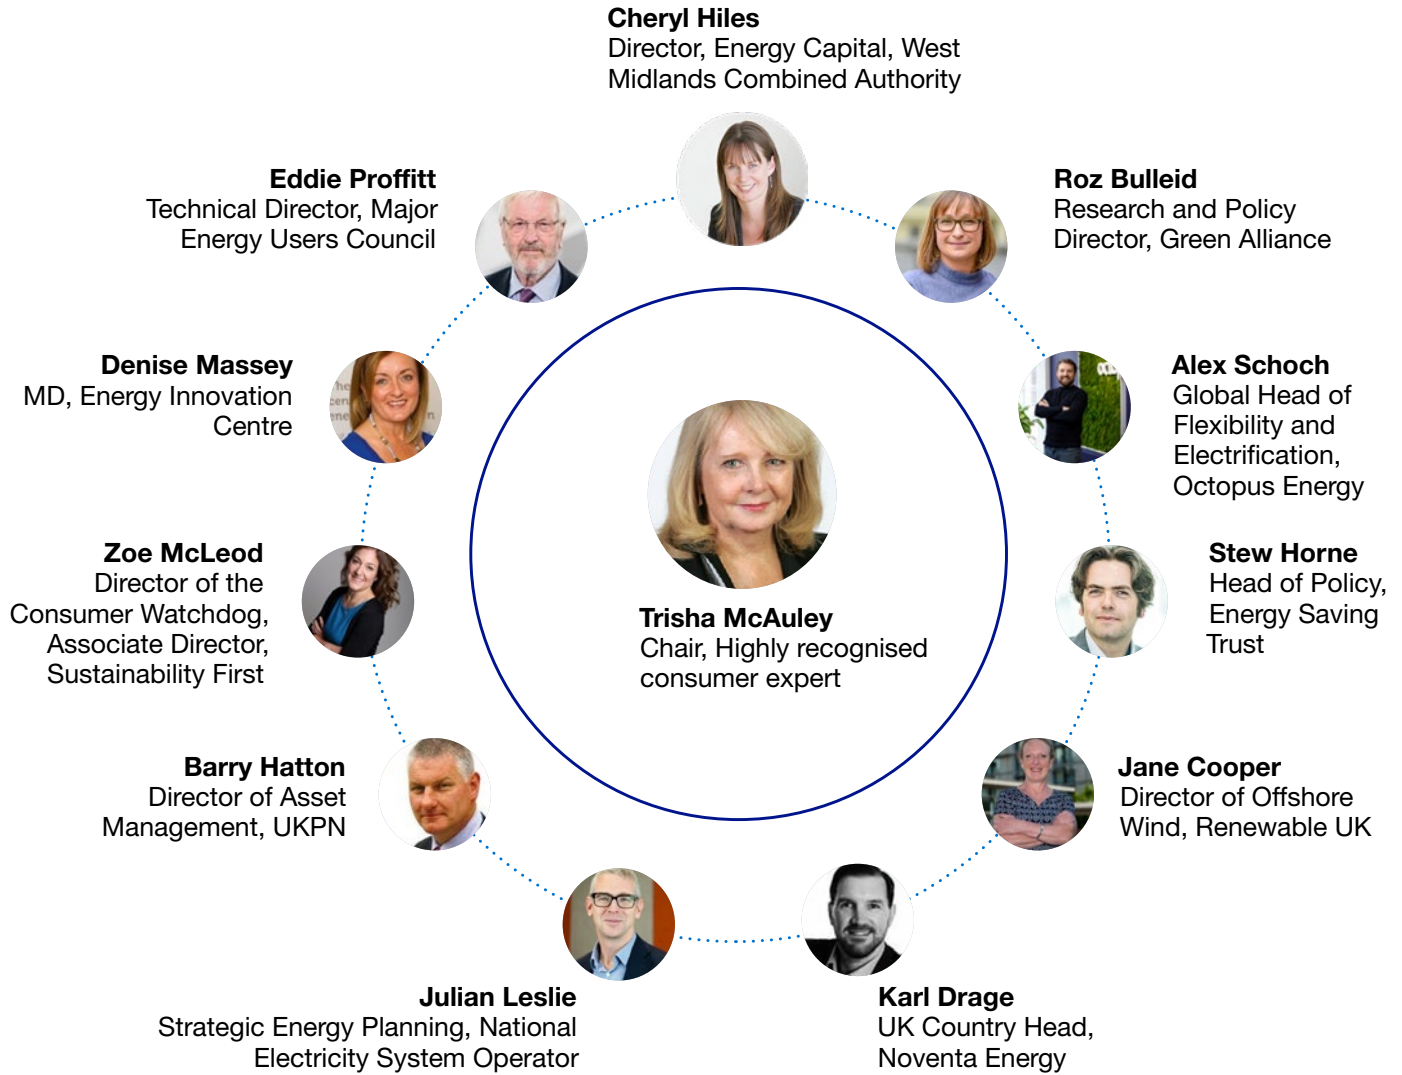 Cheryl Hiles
Director, Energy Capital, West
Midlands Combined Authority
Eddie Proffitt
Technical Director, Major
Energy Users Council
Roz Bulleid
Research and Policy
Director, Green Alliance
Denise Massey
MD, Energy Innovation
Centre
Alex Schoch
Global Head of
Flexibility and
Electrification,
Octopus Energy
Zoe McLeod
Director of the
Consumer Watchdog,
Associate Director,
Sustainability First
Trisha McAuley
Chair, Highly recognised
consumer expert
Stew Horne
Head of Policy,
Energy Saving
Trust
Barry Hatton
Director of Asset
Management, UKPN
Jane Cooper
Director of Offshore
Wind, Renewable UK
Julian Leslie
Strategic Energy Planning, National
Electricity System Operator
Karl Drage
UK Country Head,
Noventa Energy